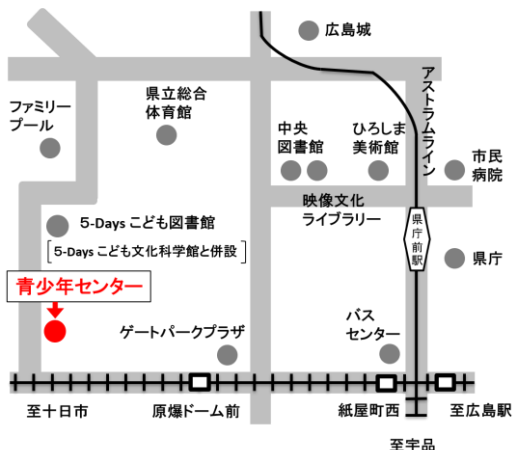 広島城
アストラムライン
県立総合
体育館
ファミリー
プール
中央
図書館
ひろしま
美術館
市民
病院
映像文化
ライブラリー
5-Days こども図書館
[5-Days こども文化科学館と併設]
県庁前駅
県庁
青少年センター
バス
センター
ゲートパークプラザ
至十日市
原爆ドーム前
紙屋町西
至広島駅
至宇品